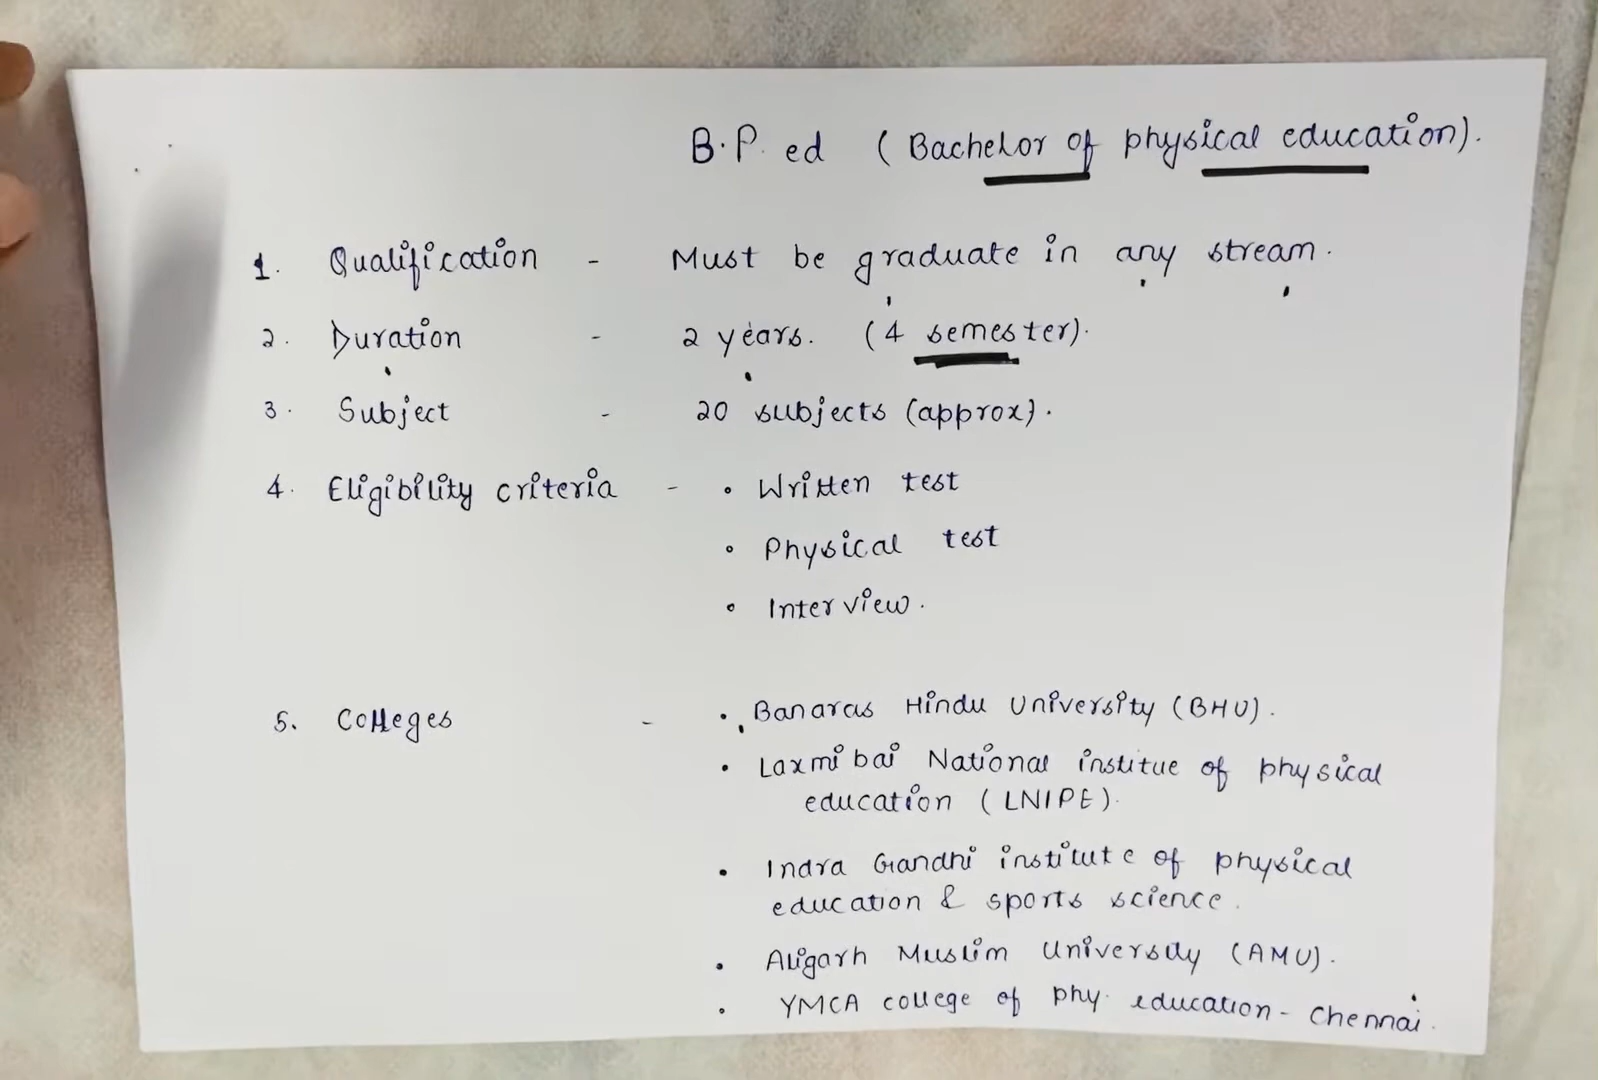 B.P. ed ( Bachelor of physical education).
1. Qualification - Must be graduate in any stream.
2. Duration - 2 years. (4 semester).
3. Subject - 20 subjects (approx).
4. Eligibility criteria - • Written test
• Physical test
• Interview.
5. Colleges - • Banaras Hindu University (BHU).
• Laxmi bai National institue of physical
education (LNIPE).
• Indra Gandhi institute of physical
education & sports science.
• Aligarh Muslim University (AMU).
• YMCA college of phy. education - Chennai.